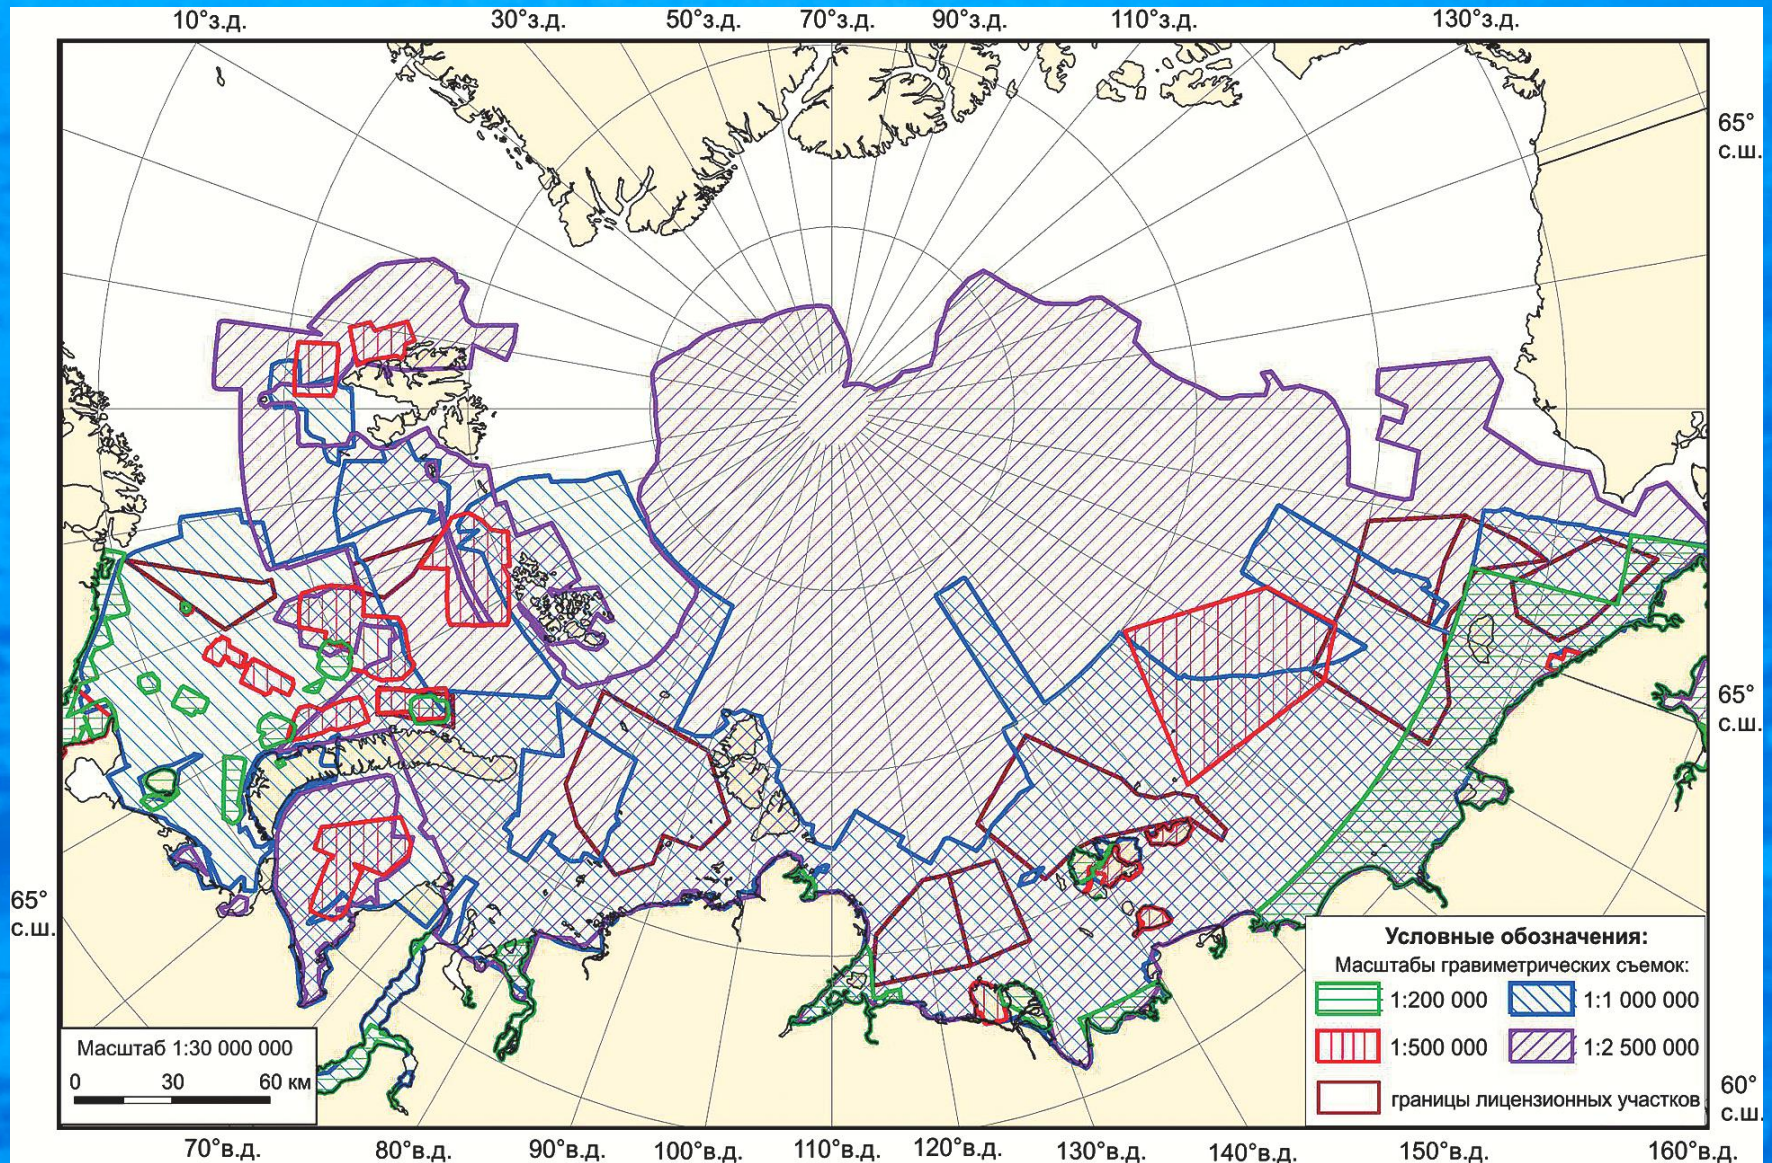 10°з.д.
30°з.д.
50°з.д.
70°з.д.
90°з.д.
110°з.д.
130°з.д.
65°
с.ш.
65°
с.ш.
65°
с.ш.
60°
с.ш.
Условные обозначения:
Масштабы гравиметрических съемок:
1:200 000
1:1 000 000
1:500 000
1:2 500 000
границы лицензионных участков
Масштаб 1:30 000 000
0 30 60 км
70°в.д.
80°в.д.
90°в.д.
100°в.д.
110°в.д.
120°в.д.
130°в.д.
140°в.д.
150°в.д.
160°в.д.